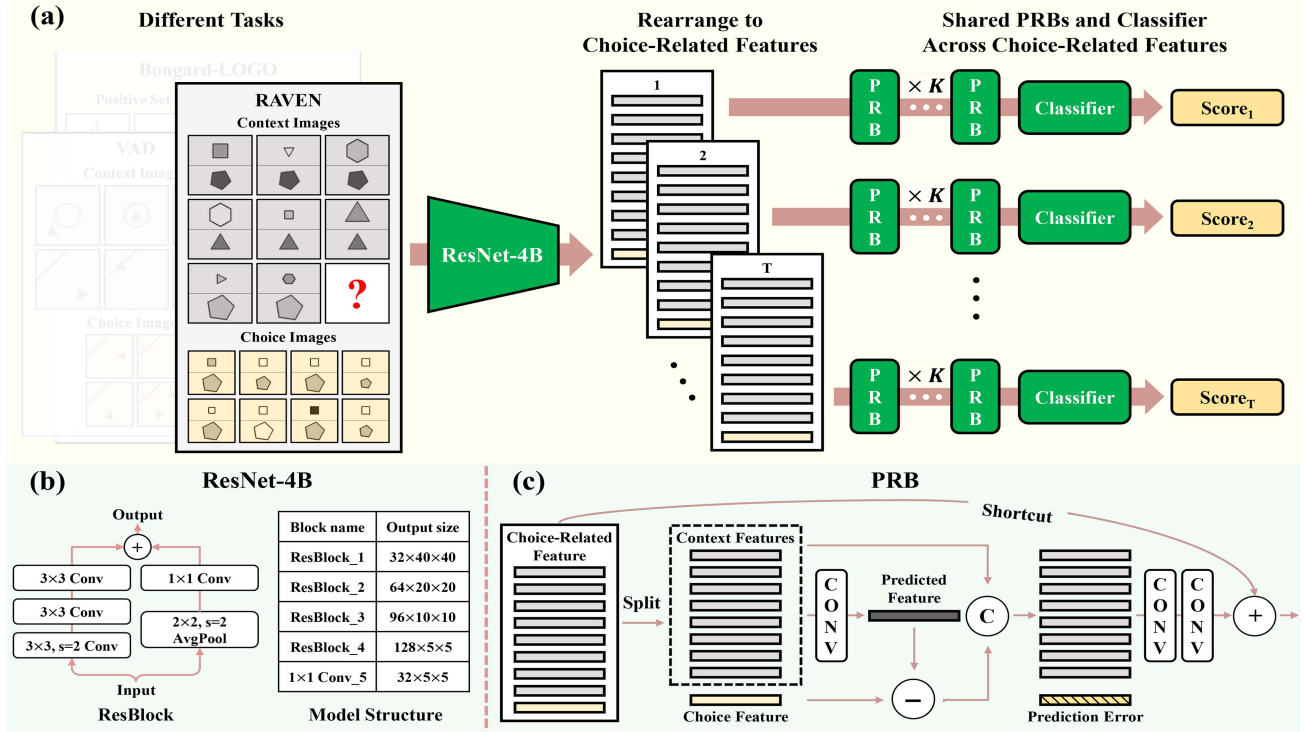 (a)
Different Tasks
Rearrange to
Choice-Related Features
Shared PRBs and Classifier
Across Choice-Related Features
Bongard-LOGO
Positive Set
VAD
Context Imag
Choice Image
RAVEN
Context Images
?
Choice Images
ResNet-4B
1
2
T
P
R
B
× K
P
R
B
Classifier
Score1
P
R
B
× K
P
R
B
Classifier
Score2
P
R
B
× K
P
R
B
Classifier
ScoreT
(b)
ResNet-4B
Output
+
3×3 Conv
1×1 Conv
3×3 Conv
2×2, s=2
AvgPool
3×3, s=2 Conv
Input
ResBlock
Block name Output size
ResBlock_1 32×40×40
ResBlock_2 64×20×20
ResBlock_3 96×10×10
ResBlock_4 128×5×5
1×1 Conv_5 32×5×5
Model Structure
(c)
PRB
Shortcut
Choice-Related
Feature
Split
Context Features
Choice Feature
C
O
N
V
Predicted
Feature
C
−
Prediction Error
C
O
N
V
C
O
N
V
+